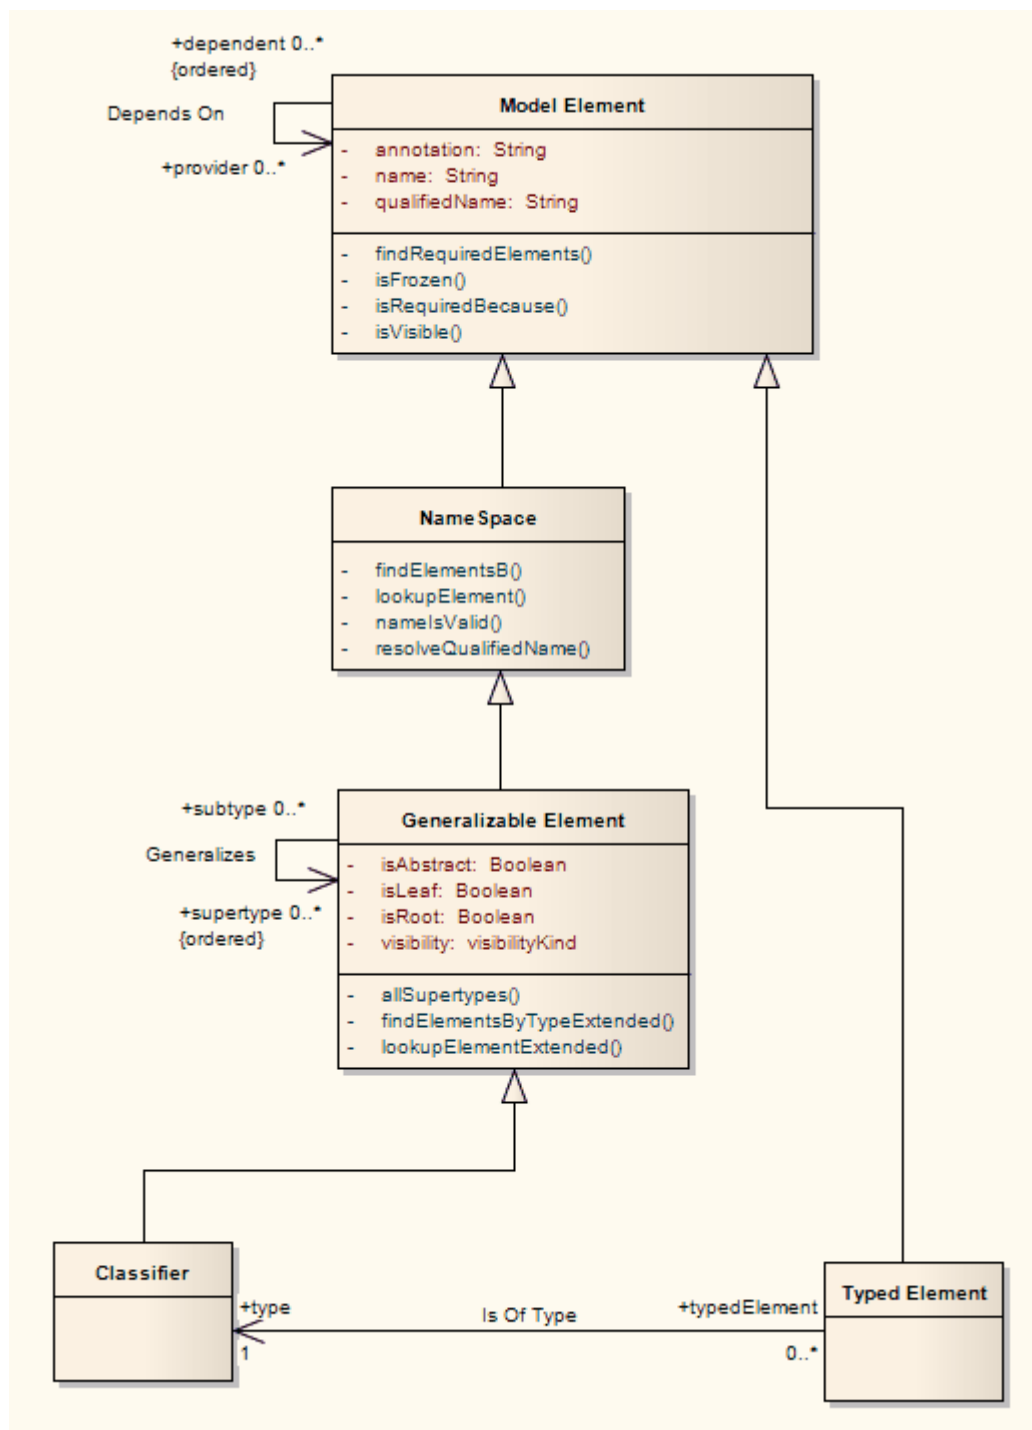 +dependent 0..*
{ordered}
Depends On
+provider 0..*
Model Element
- annotation: String
- name: String
- qualifiedName: String
- findRequiredElements()
- isFrozen()
- isRequiredBecause()
- isVisible()
NameSpace
- findElementsB()
- lookupElement()
- nameIsValid()
- resolveQualifiedName()
+subtype 0..*
Generalizes
+supertype 0..*
{ordered}
Generalizable Element
- isAbstract: Boolean
- isLeaf: Boolean
- isRoot: Boolean
- visibility: visibilityKind
- allSupertypes()
- findElementsByTypeExtended()
- lookupElementExtended()
Classifier
+type
1
Is Of Type
+typedElement
0..*
Typed Element